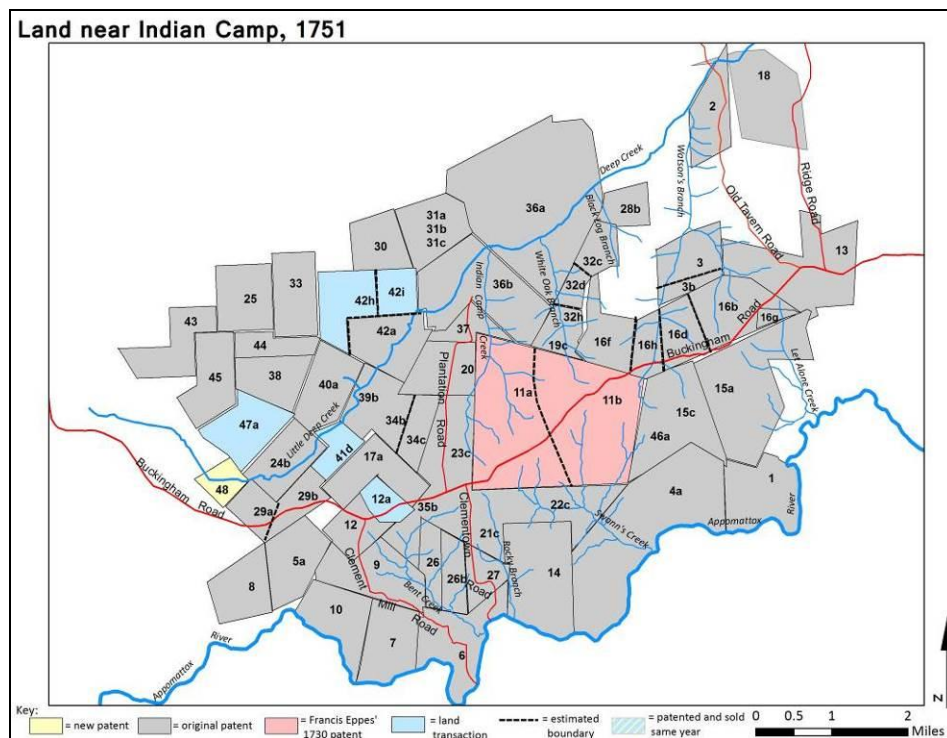 Land near Indian Camp, 1751
18
2
Deep Creek
Watson's Branch
Old Tavern Road
Ridge Road
36a
Black Log Branch
28b
31a
31b
31c
30
13
3
3b
32c
32d
32h
White Oak Branch
36b
Indian Camp Creek
33
25
42h
42i
42a
43
44
45
38
40a
39b
37
20
Plantation Road
19c
16f
16h
16d
16b
16g
Buckingham Road
Let Alone Creek
11a
11b
15a
15c
46a
47a
24b
Little Deep Creek
34b
34c
23c
41d
17a
12a
48
29a
29b
Buckingham Road
12
35b
Clementown Road
22c
21c
Swann's Creek
4a
1
Appomattox River
Rocky Branch
14
5a
8
9
26
26b
27
Bent Creek
Clement Mill Road
10
7
6
Appomattox River
N
Key:
= new patent
= original patent
= Francis Eppes' 1730 patent
= land transaction
= estimated boundary
= patented and sold same year
0 0.5 1 2
Miles